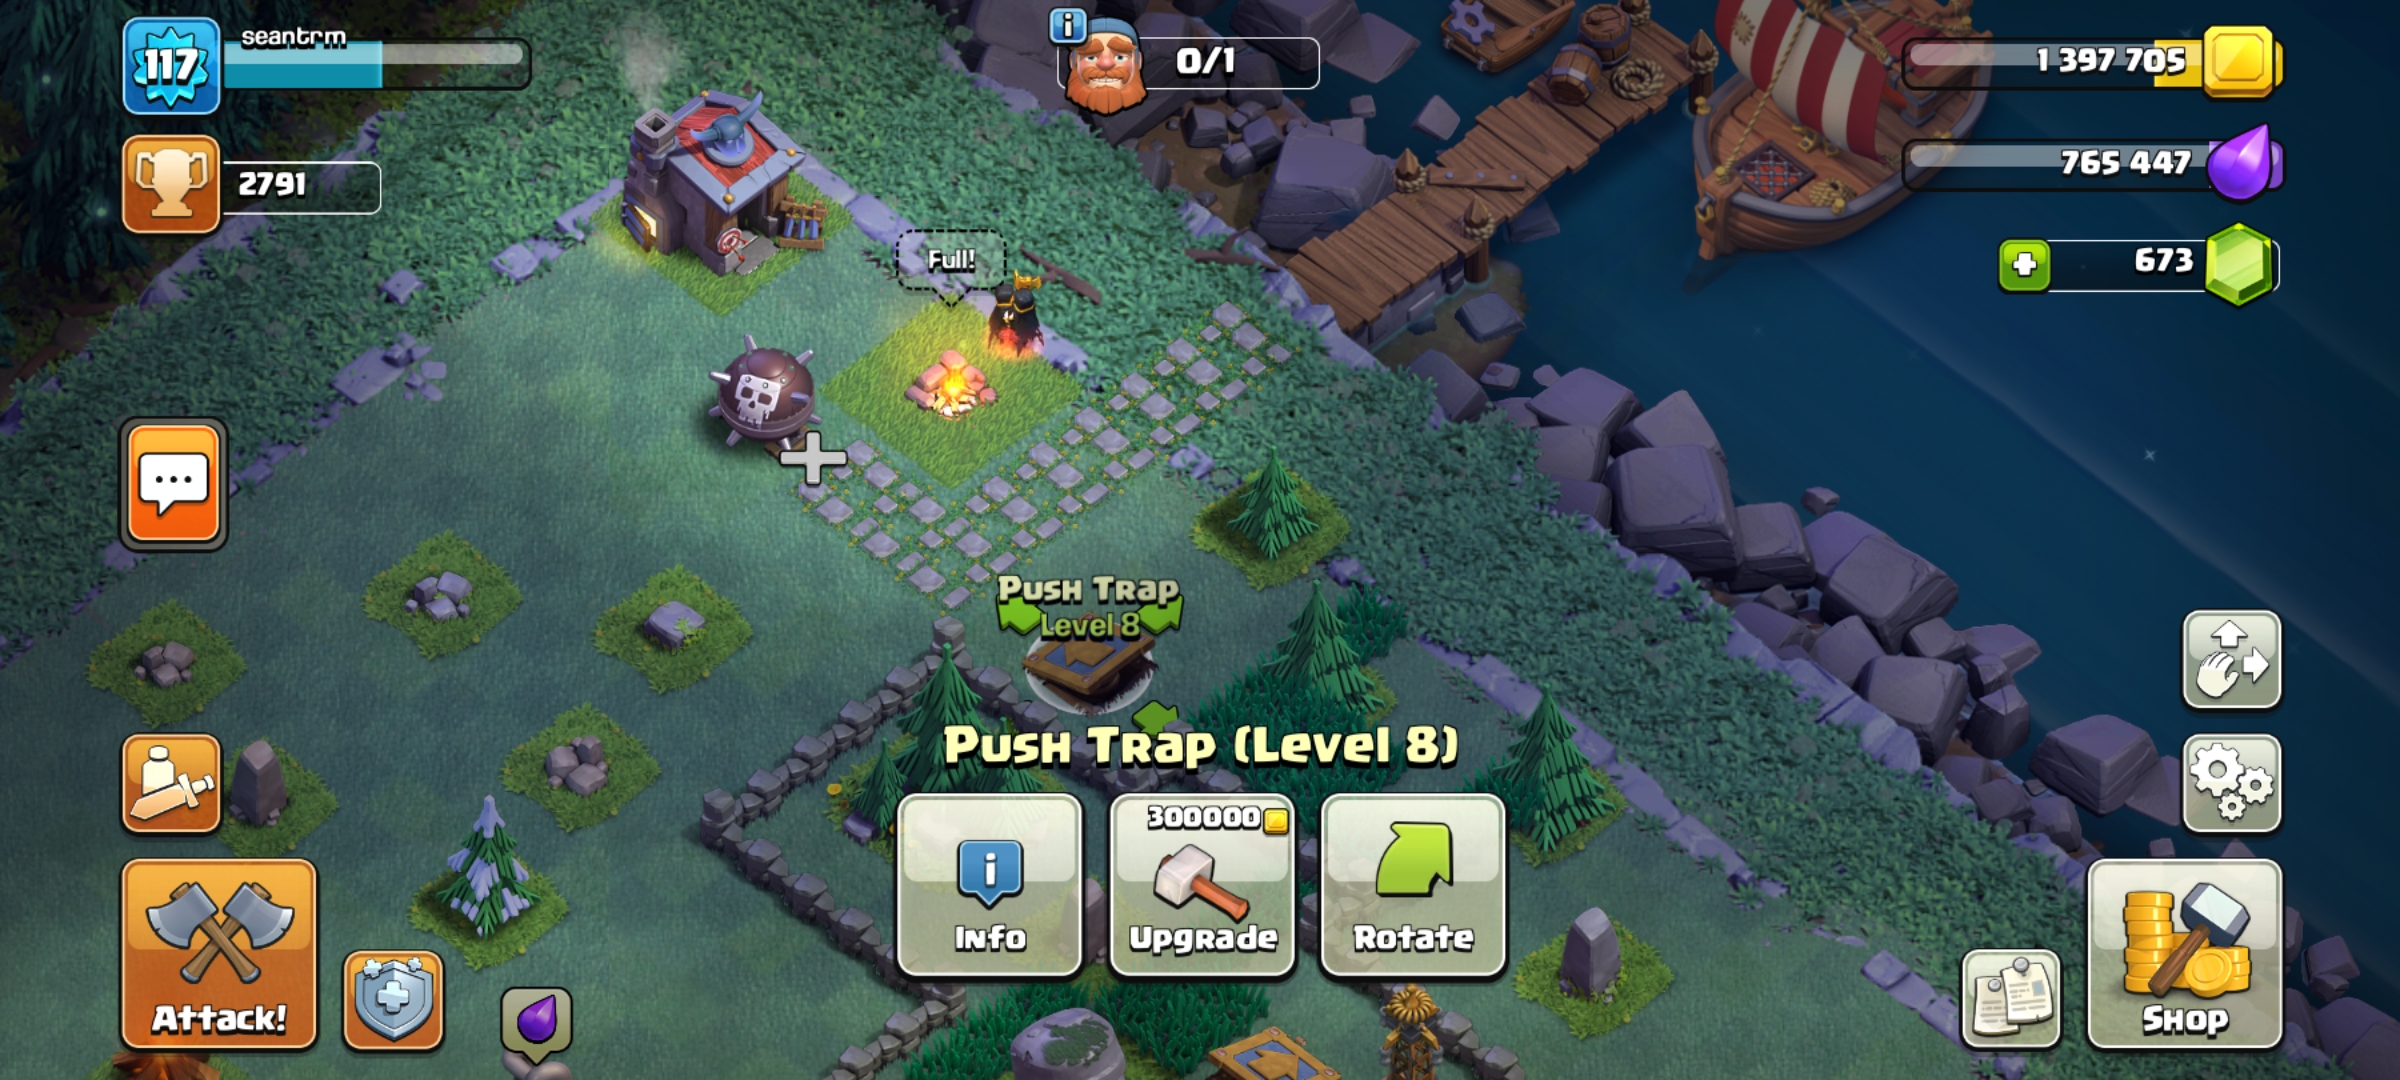 117
seantrm
0/1
1 397 705
2791
765 447
Full!
673
Push Trap
Level 8
Push Trap (Level 8)
300000
Info
Upgrade
Rotate
Attack!
Shop